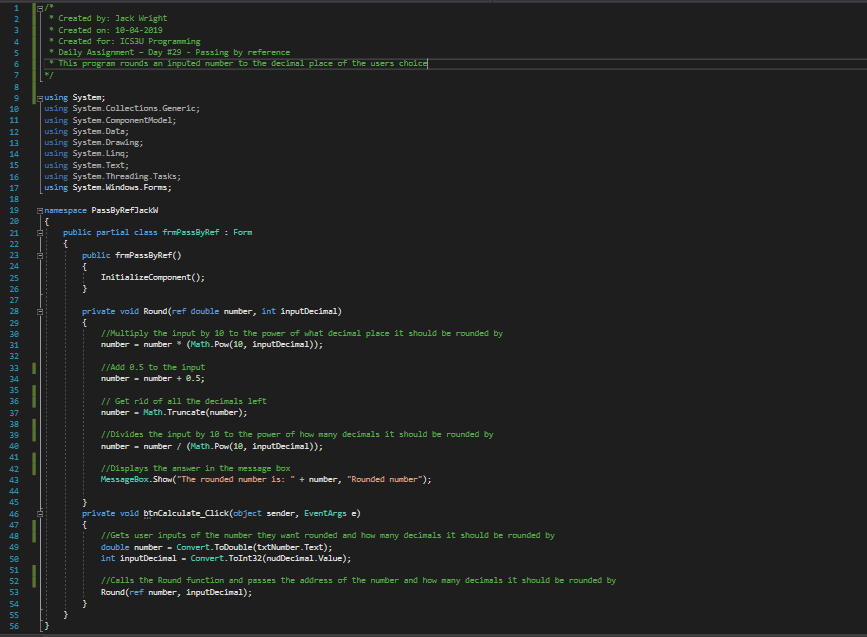 1 /*
2 * Created by: Jack Wright
3 * Created on: 10-04-2019
4 * Created for: ICS3U Programming
5 * Daily Assignment – Day #29 - Passing by reference
6 * This program rounds an inputed number to the decimal place of the users choice
7 */
8
9 using System;
10 using System.Collections.Generic;
11 using System.ComponentModel;
12 using System.Data;
13 using System.Drawing;
14 using System.Linq;
15 using System.Text;
16 using System.Threading.Tasks;
17 using System.Windows.Forms;
18
19 namespace PassByRefJackW
20 {
21 public partial class frmPassByRef : Form
22 {
23 public frmPassByRef()
24 {
25 InitializeComponent();
26 }
27
28 private void Round(ref double number, int inputDecimal)
29 {
30 //Multiply the input by 10 to the power of what decimal place it should be rounded by
31 number = number * (Math.Pow(10, inputDecimal));
32
33 //Add 0.5 to the input
34 number = number + 0.5;
35
36 // Get rid of all the decimals left
37 number = Math.Truncate(number);
38
39 //Divides the input by 10 to the power of how many decimals it should be rounded by
40 number = number / (Math.Pow(10, inputDecimal));
41
42 //Displays the answer in the message box
43 MessageBox.Show("The rounded number is: " + number, "Rounded number");
44
45 }
46 private void btnCalculate_Click(object sender, EventArgs e)
47 {
48 //Gets user inputs of the number they want rounded and how many decimals it should be rounded by
49 double number = Convert.ToDouble(txtNumber.Text);
50 int inputDecimal = Convert.ToInt32(nudDecimal.Value);
51
52 //Calls the Round function and passes the address of the number and how many decimals it should be rounded by
53 Round(ref number, inputDecimal);
54 }
55 }
56 }